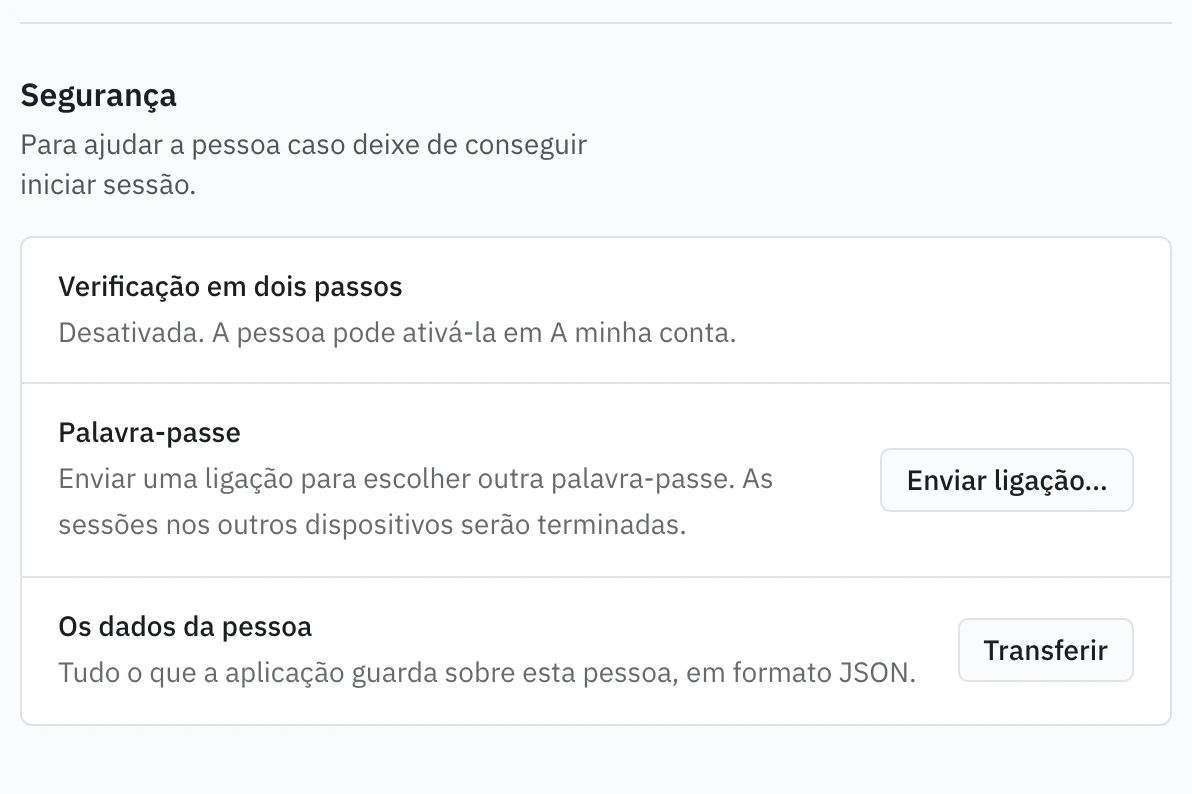 Segurança
Para ajudar a pessoa caso deixe de conseguir
iniciar sessão.
Verificação em dois passos
Desativada. A pessoa pode ativá-la em A minha conta.
Palavra-passe
Enviar uma ligação para escolher outra palavra-passe. As
sessões nos outros dispositivos serão terminadas.
Enviar ligação...
Os dados da pessoa
Tudo o que a aplicação guarda sobre esta pessoa, em formato JSON.
Transferir